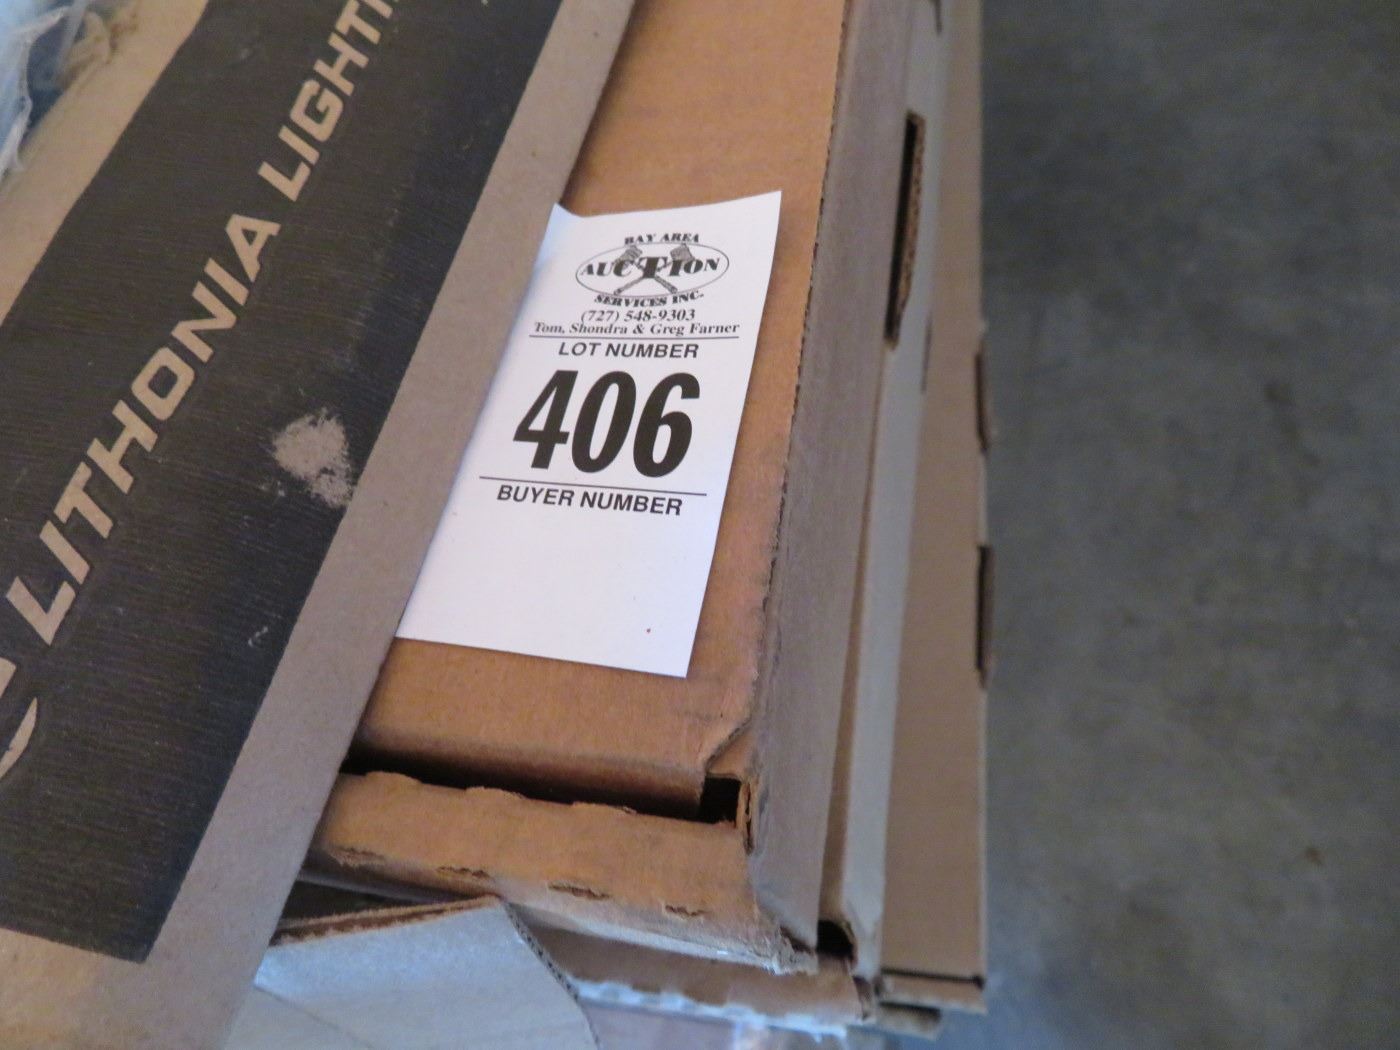 LITHONIA LIGHTI
BAY AREA
AUCTION
SERVICES INC.
(727) 548-9303
Tom, Shondra & Greg Farner
LOT NUMBER
406
BUYER NUMBER